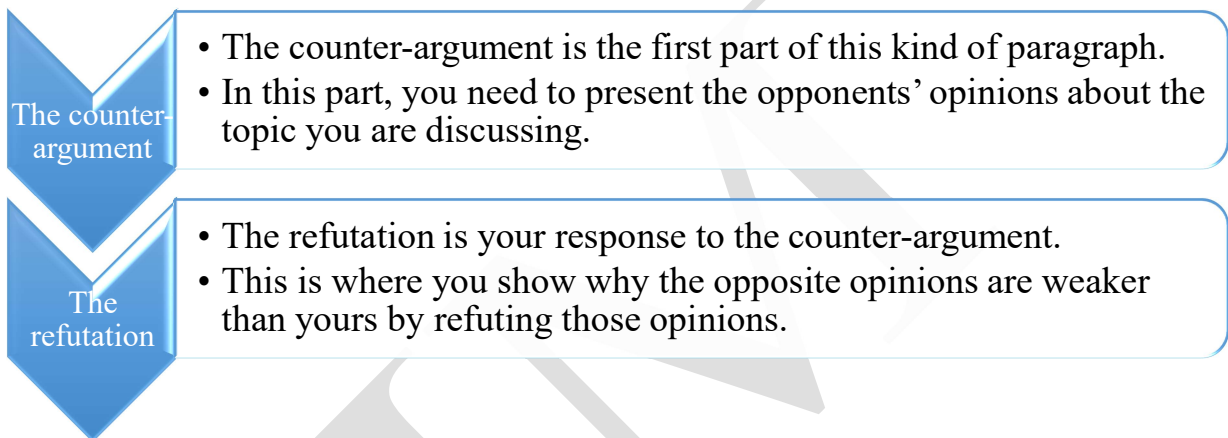 The counter-
argument
• The counter-argument is the first part of this kind of paragraph.
• In this part, you need to present the opponents’ opinions about the
topic you are discussing.
The
refutation
• The refutation is your response to the counter-argument.
• This is where you show why the opposite opinions are weaker
than yours by refuting those opinions.